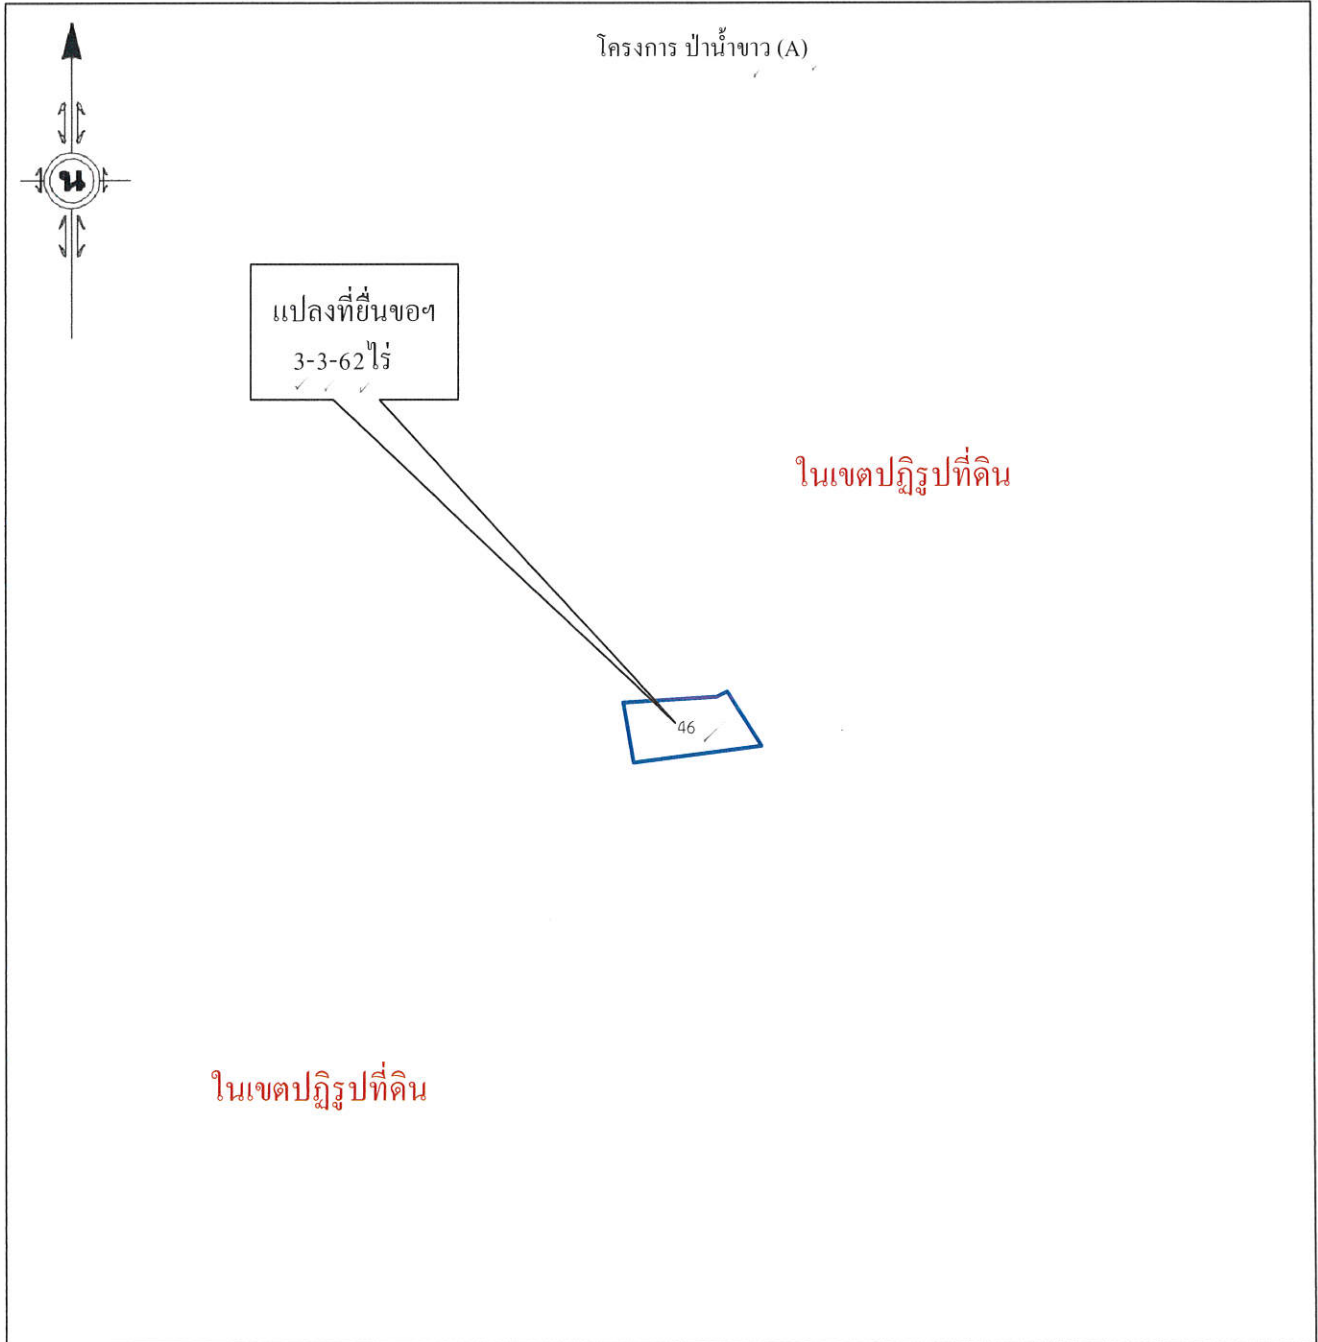 โครงการ ป่าน้ำขาว (A)
น
แปลงที่ยื่นขอฯ
3-3-62ไร่
ในเขตปฏิรูปที่ดิน
46
ในเขตปฏิรูปที่ดิน